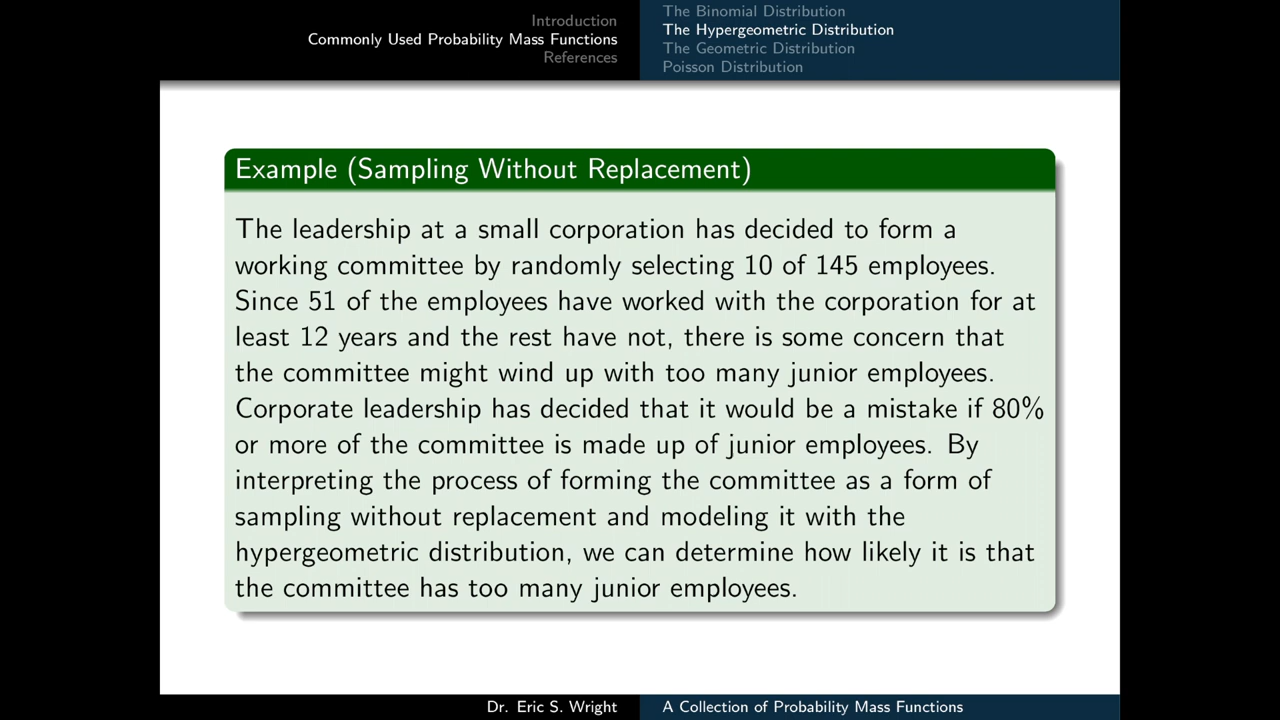 Introduction
Commonly Used Probability Mass Functions
References
The Binomial Distribution
The Hypergeometric Distribution
The Geometric Distribution
Poisson Distribution
Example (Sampling Without Replacement)
The leadership at a small corporation has decided to form a
working committee by randomly selecting 10 of 145 employees.
Since 51 of the employees have worked with the corporation for at
least 12 years and the rest have not, there is some concern that
the committee might wind up with too many junior employees.
Corporate leadership has decided that it would be a mistake if 80%
or more of the committee is made up of junior employees. By
interpreting the process of forming the committee as a form of
sampling without replacement and modeling it with the
hypergeometric distribution, we can determine how likely it is that
the committee has too many junior employees.
Dr. Eric S. Wright
A Collection of Probability Mass Functions